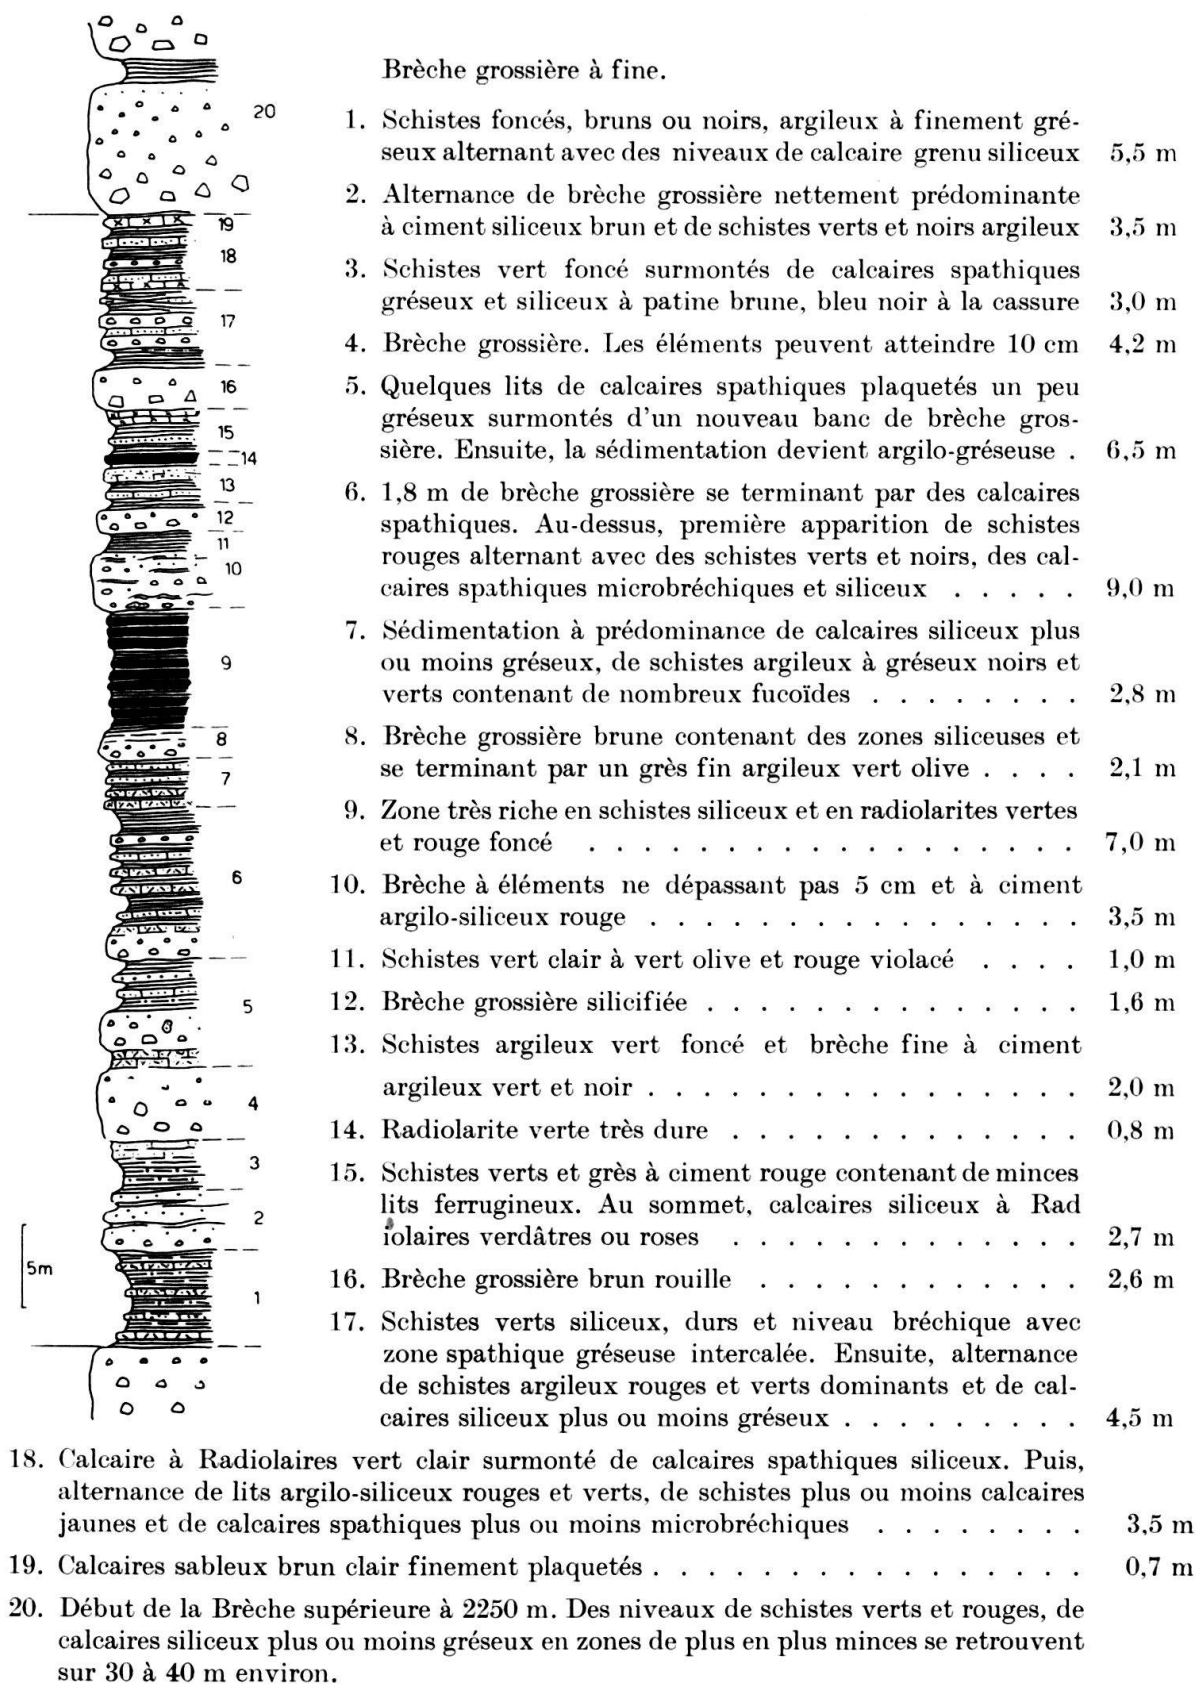 Brèche grossière à fine.
1. Schistes foncés, bruns ou noirs, argileux à finement gré-
seux alternant avec des niveaux de calcaire grenu siliceux 5,5 m
2. Alternance de brèche grossière nettement prédominante
à ciment siliceux brun et de schistes verts et noirs argileux 3,5 m
3. Schistes vert foncé surmontés de calcaires spathiques
gréseux et siliceux à patine brune, bleu noir à la cassure 3,0 m
4. Brèche grossière. Les éléments peuvent atteindre 10 cm 4,2 m
5. Quelques lits de calcaires spathiques plaquetés un peu
gréseux surmontés d'un nouveau banc de brèche gros-
sière. Ensuite, la sédimentation devient argilo-gréseuse . 6,5 m
6. 1,8 m de brèche grossière se terminant par des calcaires
spathiques. Au-dessus, première apparition de schistes
rouges alternant avec des schistes verts et noirs, des cal-
caires spathiques microbréchiques et siliceux . . . . . 9,0 m
7. Sédimentation à prédominance de calcaires siliceux plus
ou moins gréseux, de schistes argileux à gréseux noirs et
verts contenant de nombreux fucoïdes . . . . . . . . 2,8 m
8. Brèche grossière brune contenant des zones siliceuses et
se terminant par un grès fin argileux vert olive . . . . 2,1 m
9. Zone très riche en schistes siliceux et en radiolarites vertes
et rouge foncé . . . . . . . . . . . . . . . . . . 7,0 m
10. Brèche à éléments ne dépassant pas 5 cm et à ciment
argilo-siliceux rouge . . . . . . . . . . . . . . . . 3,5 m
11. Schistes vert clair à vert olive et rouge violacé . . . . 1,0 m
12. Brèche grossière silicifiée . . . . . . . . . . . . . . 1,6 m
13. Schistes argileux vert foncé et brèche fine à ciment
argileux vert et noir . . . . . . . . . . . . . . . . 2,0 m
14. Radiolarite verte très dure . . . . . . . . . . . . . 0,8 m
15. Schistes verts et grès à ciment rouge contenant de minces
lits ferrugineux. Au sommet, calcaires siliceux à Rad
iolaires verdâtres ou roses . . . . . . . . . . . . . 2,7 m
16. Brèche grossière brun rouille . . . . . . . . . . . . 2,6 m
17. Schistes verts siliceux, durs et niveau bréchique avec
zone spathique gréseuse intercalée. Ensuite, alternance
de schistes argileux rouges et verts dominants et de cal-
caires siliceux plus ou moins gréseux . . . . . . . . . 4,5 m
18. Calcaire à Radiolaires vert clair surmonté de calcaires spathiques siliceux. Puis,
alternance de lits argilo-siliceux rouges et verts, de schistes plus ou moins calcaires
jaunes et de calcaires spathiques plus ou moins microbréchiques . . . . . . . . 3,5 m
19. Calcaires sableux brun clair finement plaquetés . . . . . . . . . . . . . . . . 0,7 m
20. Début de la Brèche supérieure à 2250 m. Des niveaux de schistes verts et rouges, de
calcaires siliceux plus ou moins gréseux en zones de plus en plus minces se retrouvent
sur 30 à 40 m environ.
20
19
18
17
16
15
14
13
12
11
10
9
8
7
6
5
4
3
2
5m
1